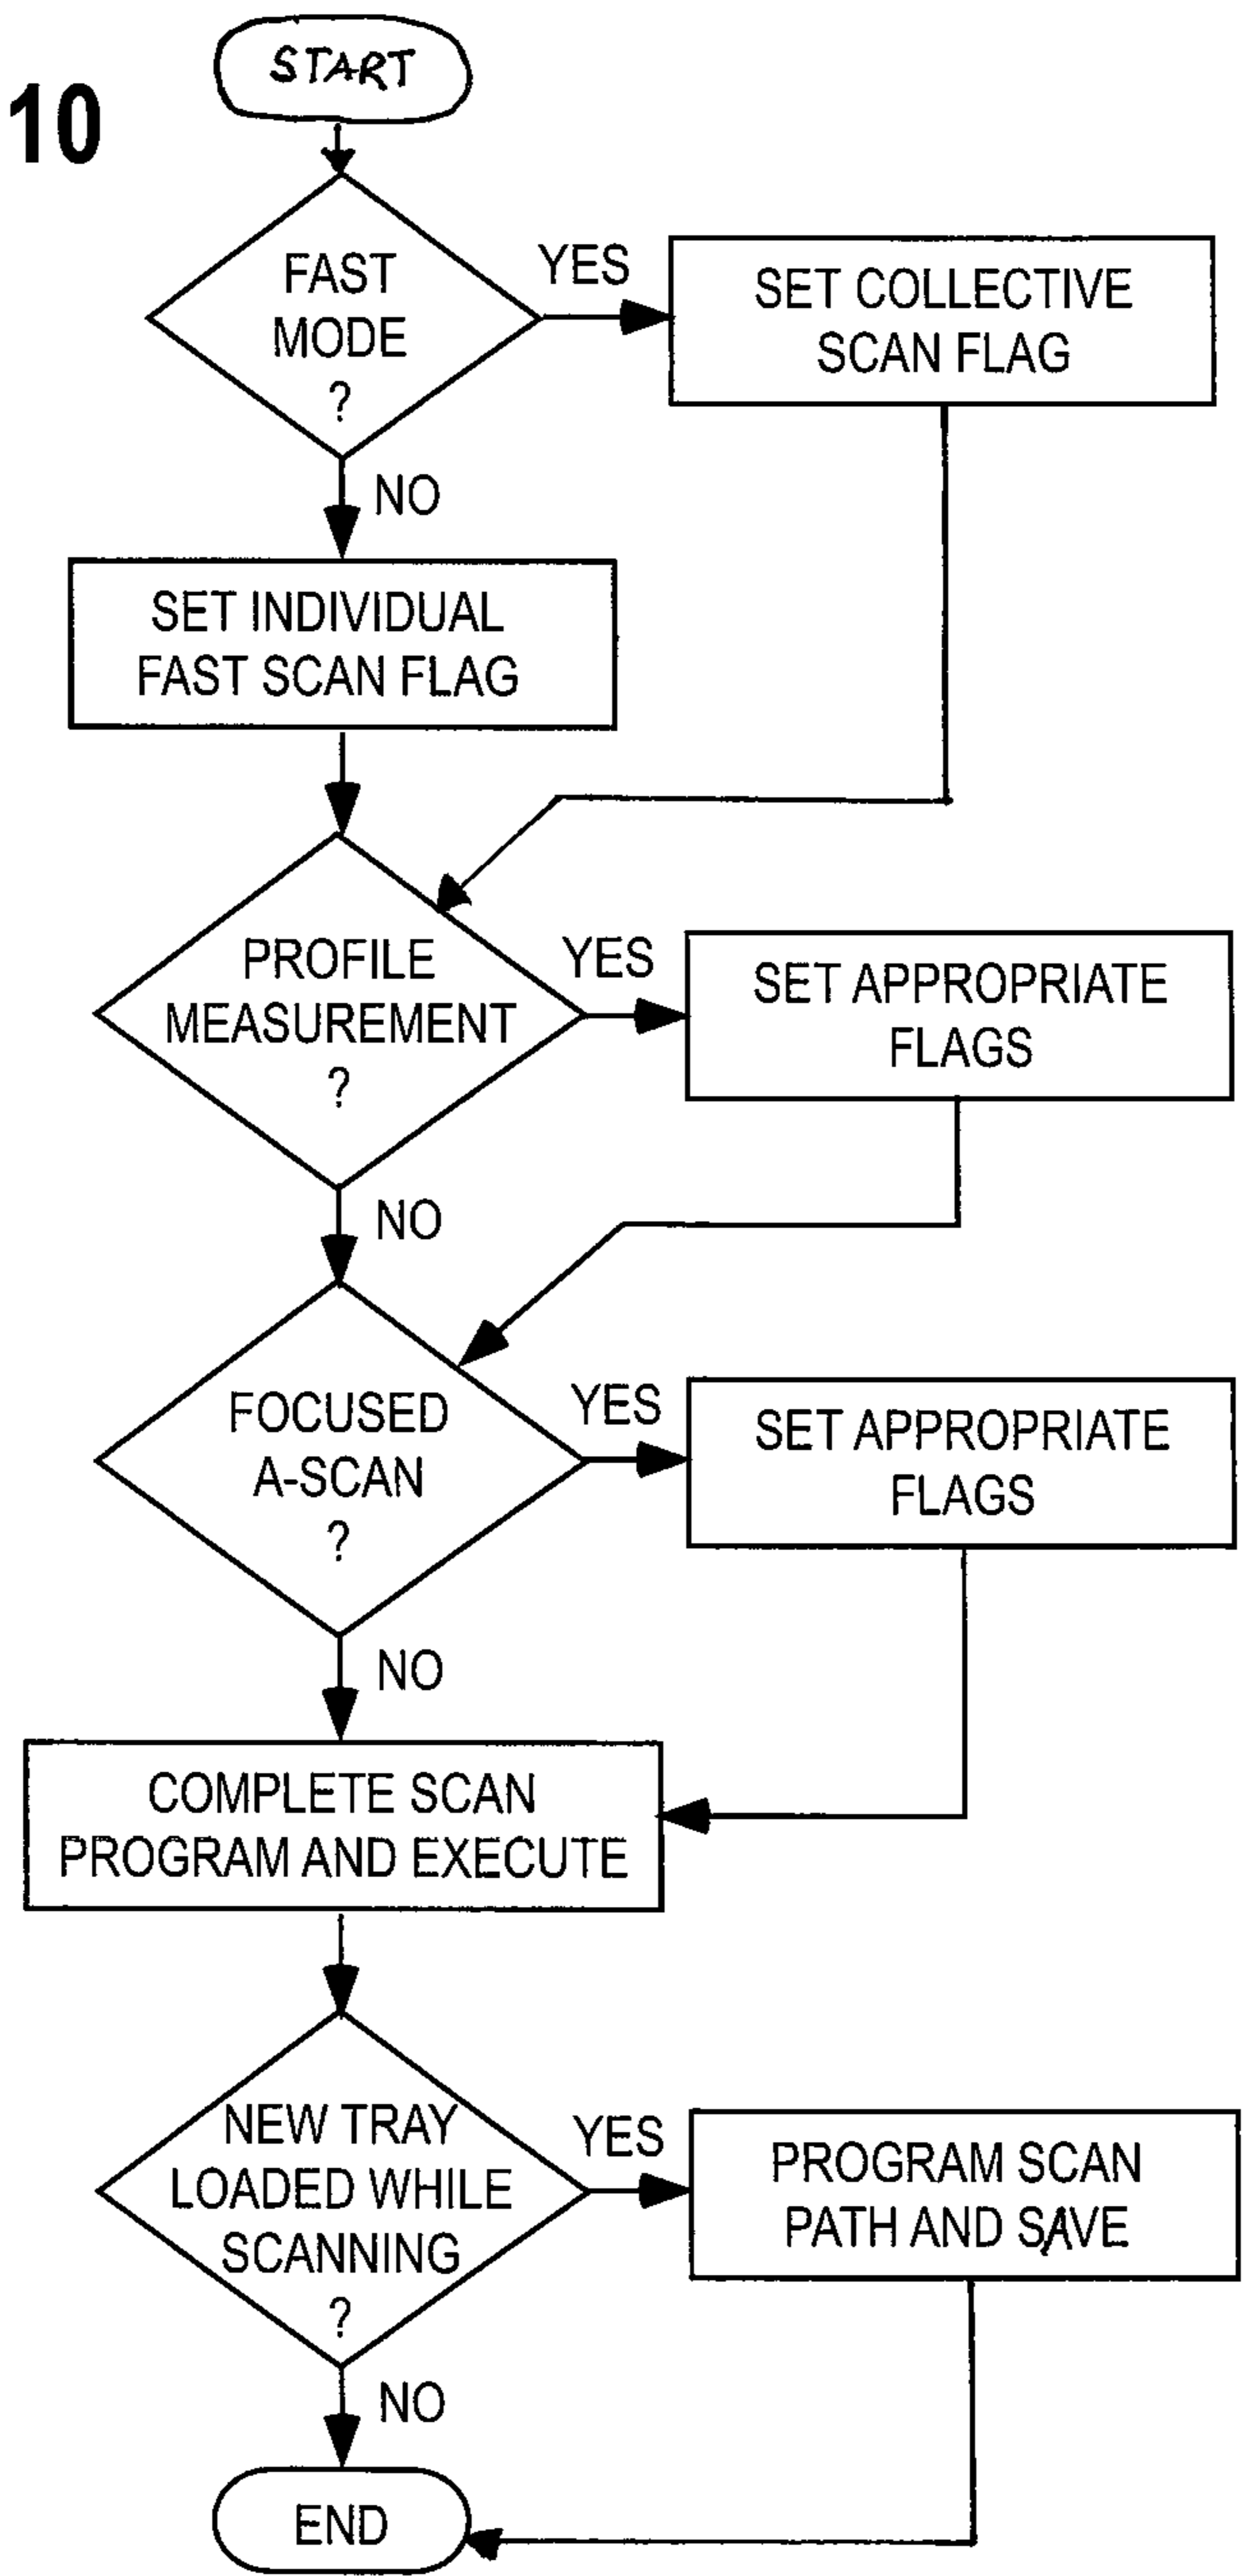 10
START
FAST
MODE
?
YES
SET COLLECTIVE
SCAN FLAG
NO
SET INDIVIDUAL
FAST SCAN FLAG
PROFILE
MEASUREMENT
?
YES
SET APPROPRIATE
FLAGS
NO
FOCUSED
A-SCAN
?
YES
SET APPROPRIATE
FLAGS
NO
COMPLETE SCAN
PROGRAM AND EXECUTE
NEW TRAY
LOADED WHILE
SCANNING
?
YES
PROGRAM SCAN
PATH AND SAVE
NO
END